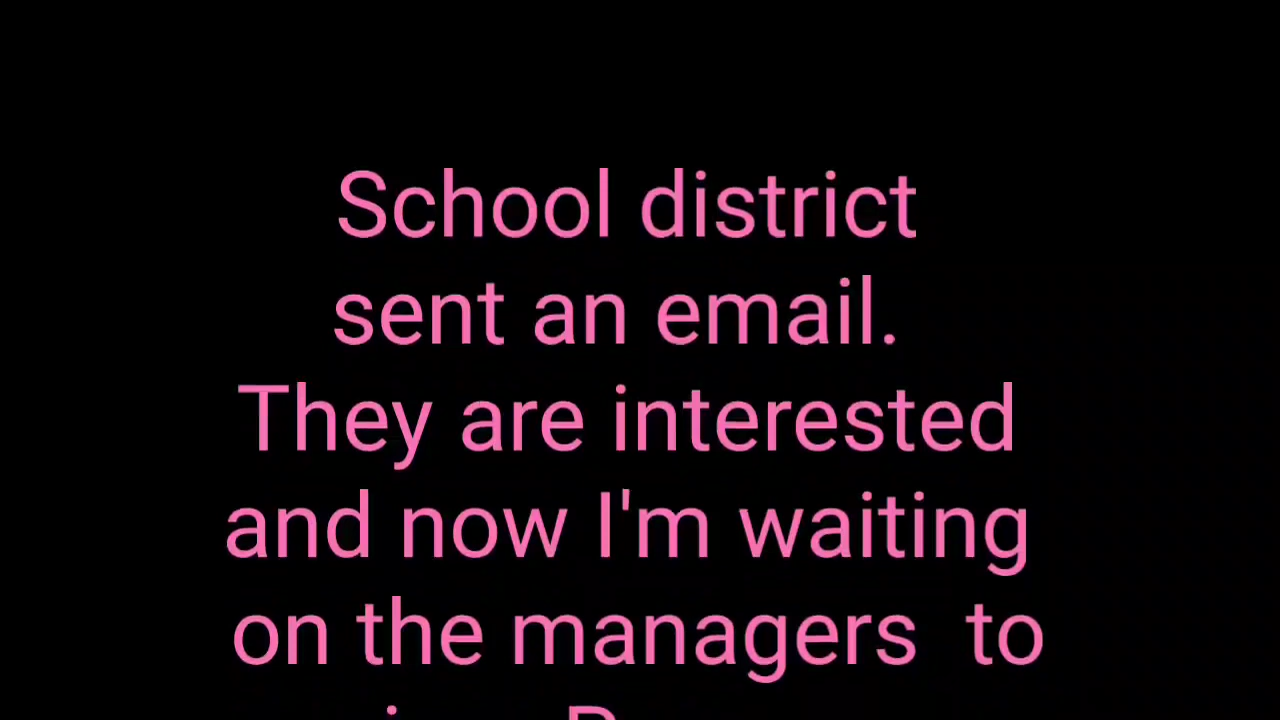 School district
sent an email.
They are interested
and now I'm waiting
on the managers  to